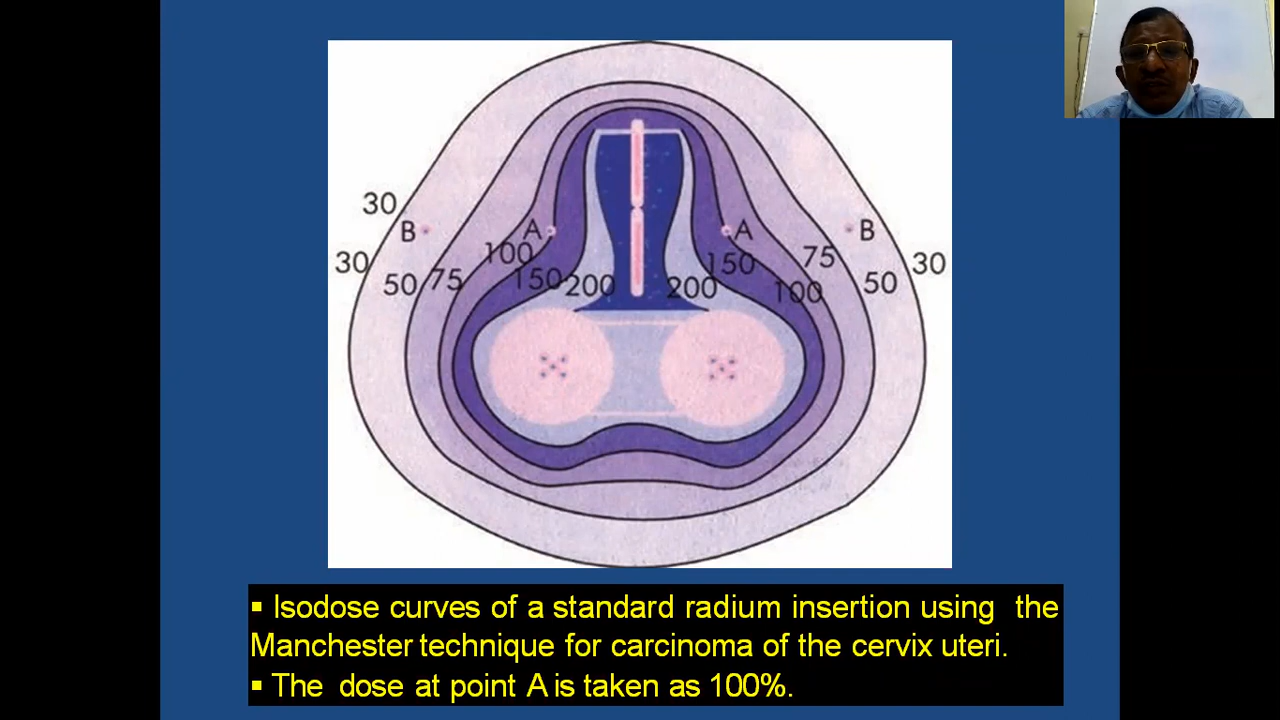 30
B A A B
100 75
30 150 30
50 75 150 200 200 100 50
▪ Isodose curves of a standard radium insertion using the
Manchester technique for carcinoma of the cervix uteri.
▪ The dose at point A is taken as 100%.